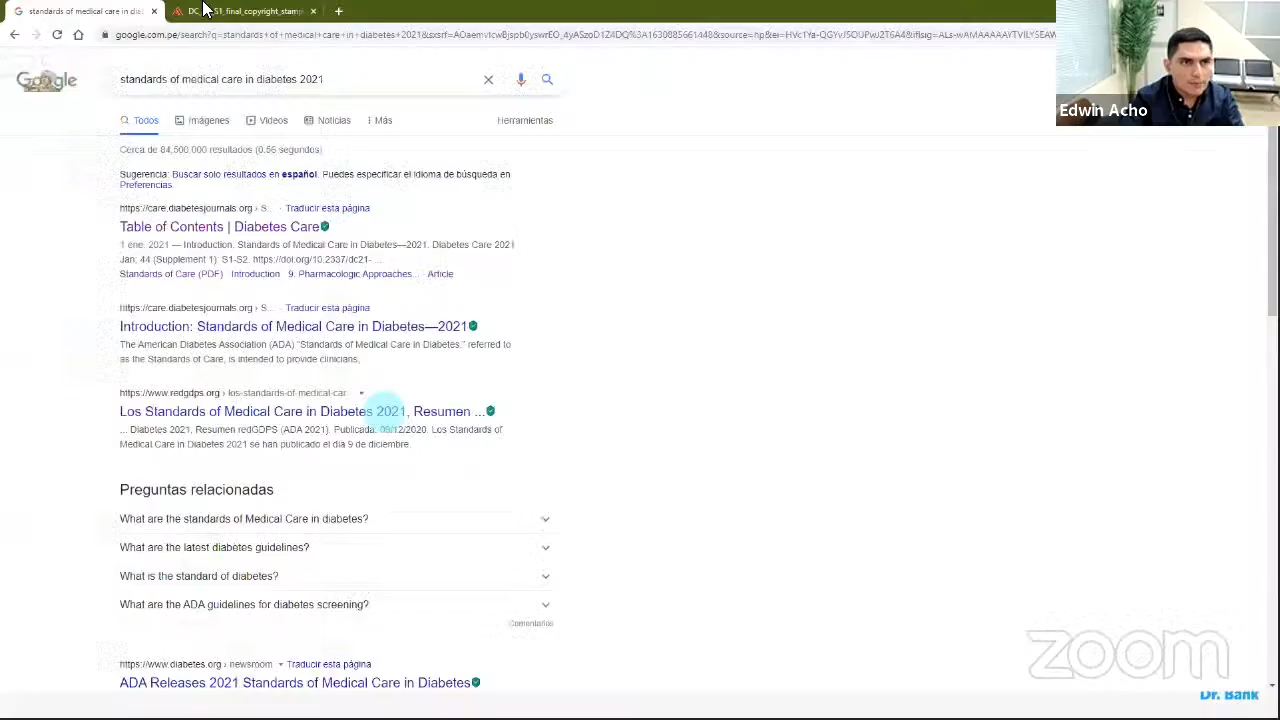 standards of medical care in dia
DC
S1_final_copyright_stamp
Edwin Acho
Google
standards of medical care in diabetes 2021
Todos
Imágenes
Videos
Noticias
Herramientas
Cerca de 84,500,000 resultados (0.56 segundos)
Sugerencia: Buscar solo resultados en español. Puedes especificar el idioma de búsqueda en
Preferencias
https://care.diabetesjournals.org › S... · Traducir esta página
Table of Contents | Diabetes Care
1 ene. 2021 — Introduction. Standards of Medical Care in Diabetes—2021. Diabetes Care 2021
Jan; 44 (Supplement 1): S1-S2. https://doi.org/10.2337/dc21- ...
Standards of Care (PDF) · Introduction · 9. Pharmacologic Approaches... · Article
https://care.diabetesjournals.org › S... · Traducir esta página
Introduction: Standards of Medical Care in Diabetes—2021
The American Diabetes Association (ADA) "Standards of Medical Care in Diabetes," referred to
as the Standards of Care, is intended to provide clinicians,
https://www.redgdps.org › los-standards-of-medical-car
Los Standards of Medical Care in Diabetes 2021, Resumen ...
... Diabetes 2021, Resumen redGDPS (ADA 2021). Publicada: 09/12/2020. Los Standards of
Medical Care in Diabetes 2021 se han publicado el día 9 de diciembre.
Preguntas relacionadas
What are the standards of Medical Care in diabetes?
What are the latest diabetes guidelines?
What is the standard of diabetes?
What are the ADA guidelines for diabetes screening?
Comentarios
https://www.diabetes.org › newsroom · Traducir esta página
ADA Releases 2021 Standards of Medical Care in Diabetes
zoom
Dr. Bank